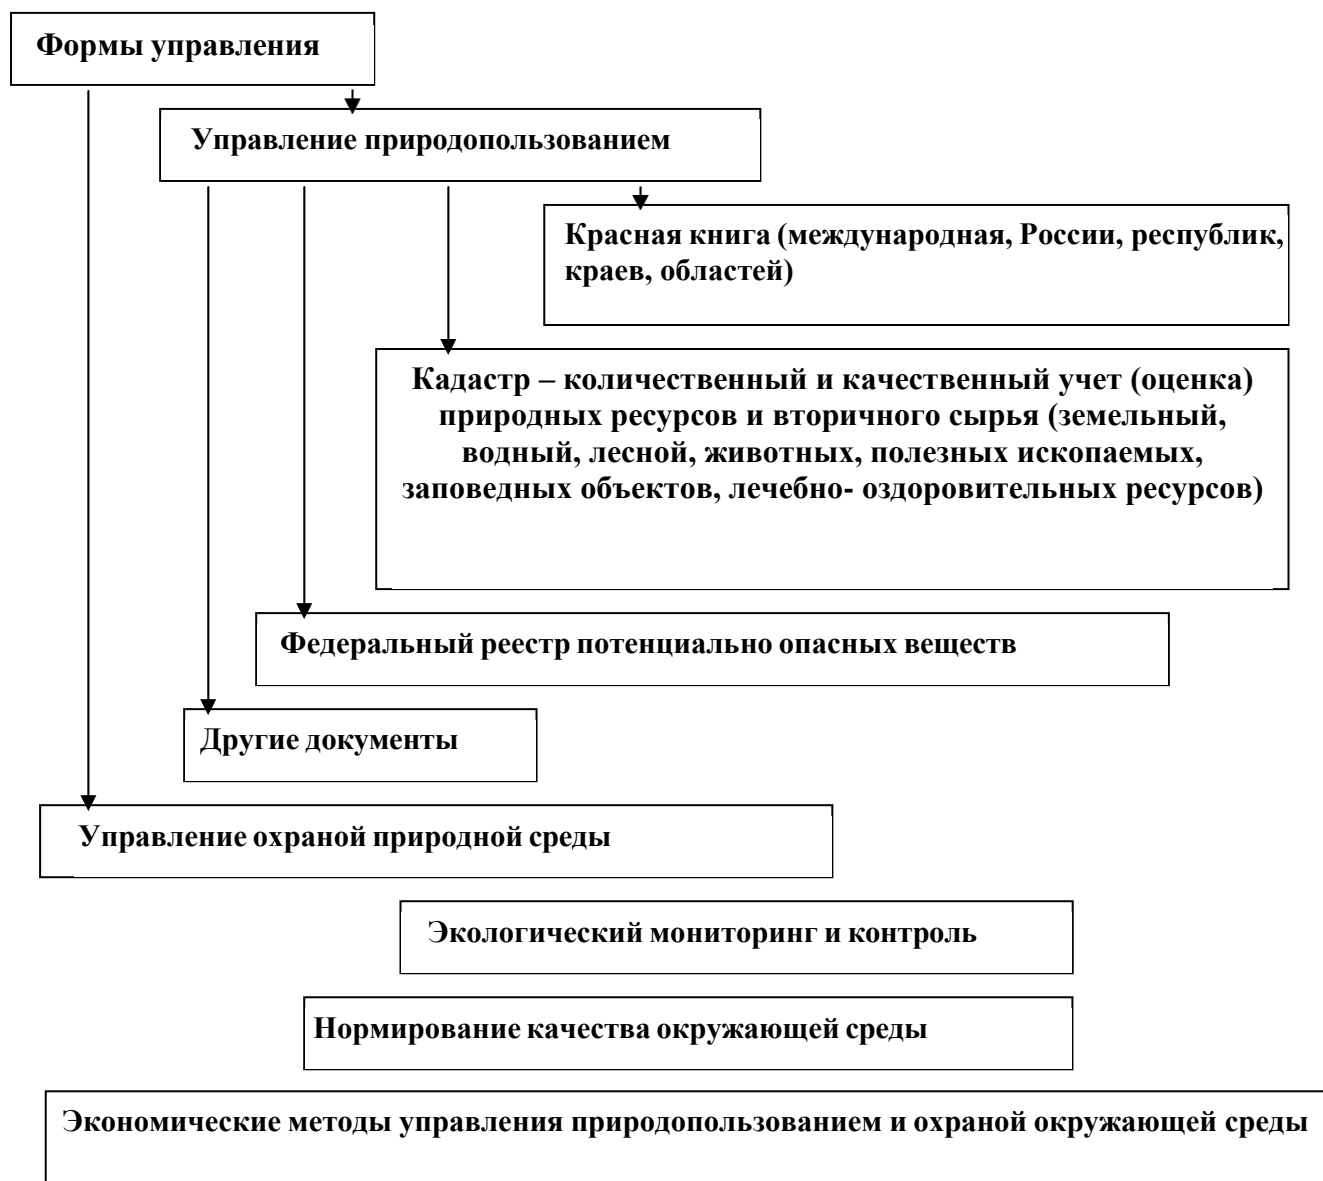 Формы управления
Управление природопользованием
Красная книга (международная, России, республик,
краев, областей)
Кадастр – количественный и качественный учет (оценка)
природных ресурсов и вторичного сырья (земельный,
водный, лесной, животных, полезных ископаемых,
заповедных объектов, лечебно- оздоровительных ресурсов)
Федеральный реестр потенциально опасных веществ
Другие документы
Управление охраной природной среды
Экологический мониторинг и контроль
Нормирование качества окружающей среды
Экономические методы управления природопользованием и охраной окружающей среды